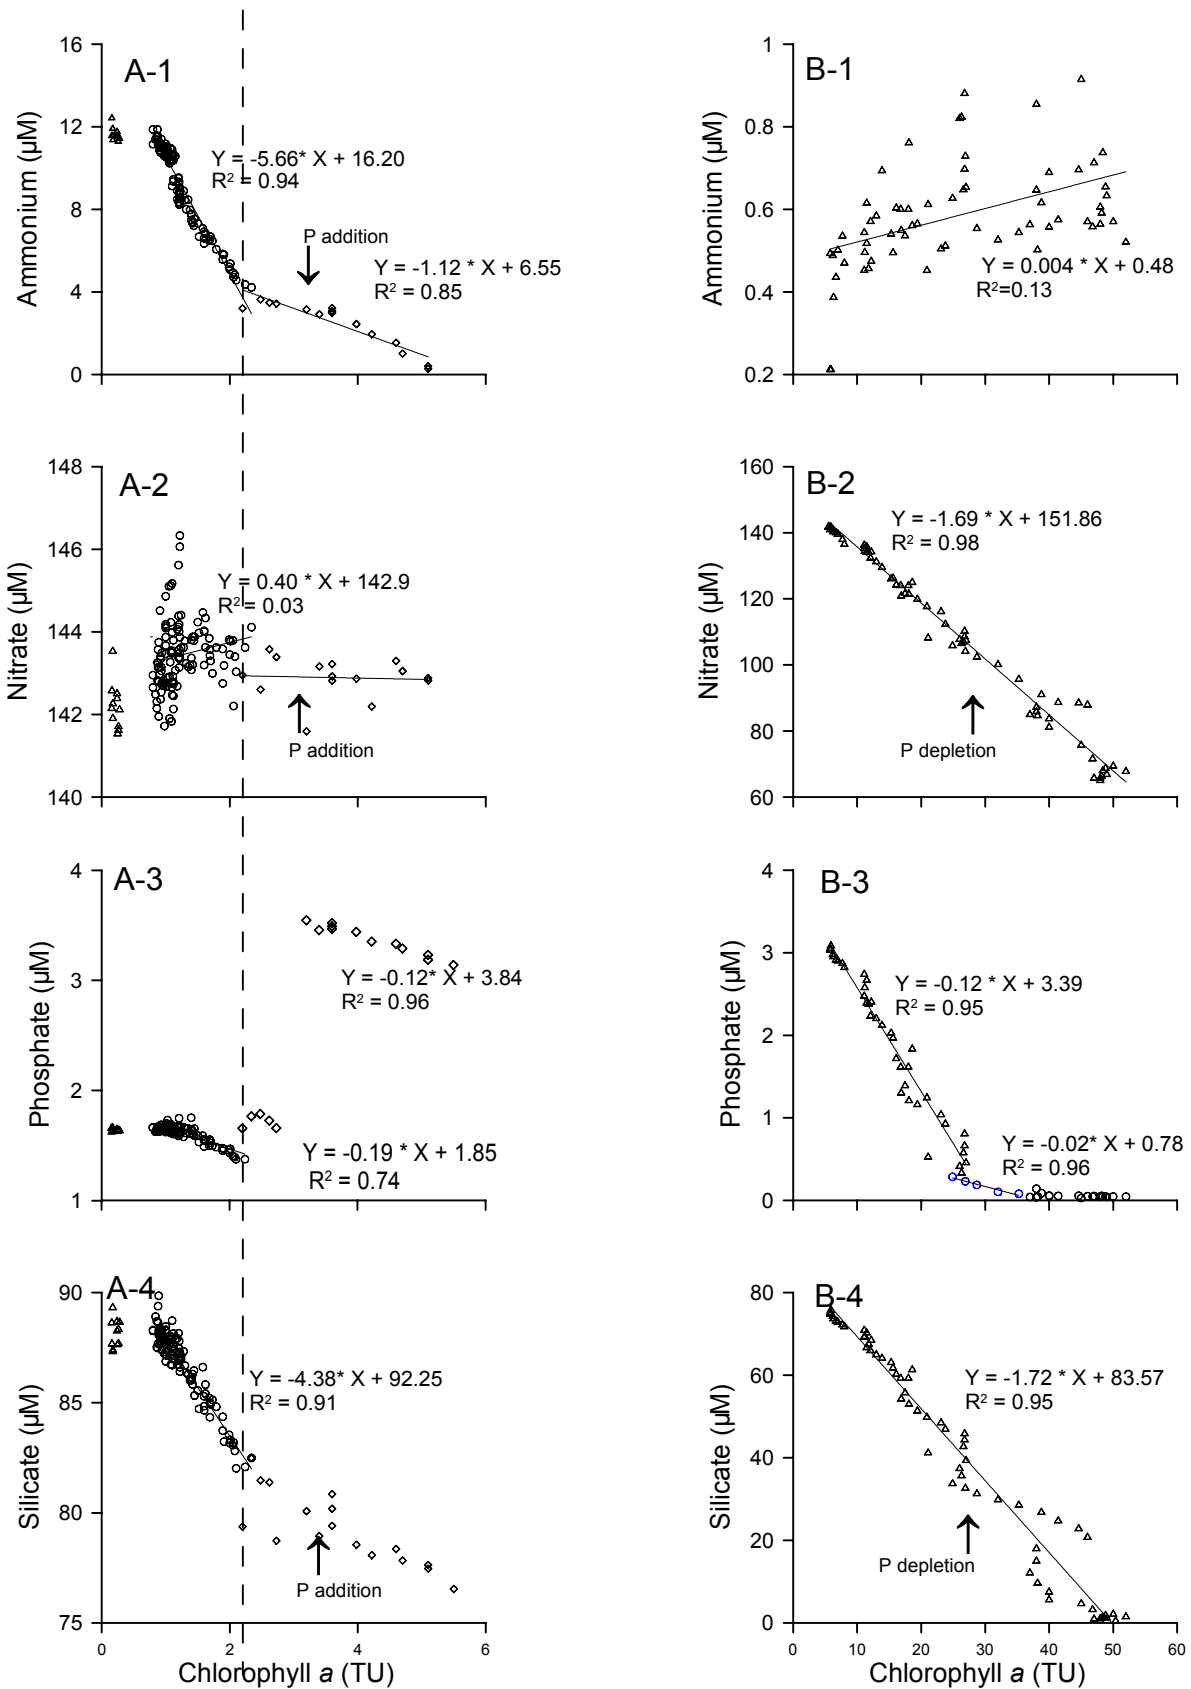 A-1
16
12
8
4
0
Ammonium (µM)
Y = -5.66* X + 16.20
R² = 0.94
P addition
Y = -1.12 * X + 6.55
R² = 0.85
0 2 4 6
B-1
1
0.8
0.6
0.4
0.2
Ammonium (µM)
Y = 0.004 * X + 0.48
R²=0.13
A-2
148
146
144
142
140
Nitrate (µM)
Y = 0.40 * X + 142.9
R² = 0.03
P addition
B-2
160
140
120
100
80
60
Nitrate (µM)
Y = -1.69 * X + 151.86
R² = 0.98
P depletion
A-3
4
3
2
1
Phosphate (µM)
Y = -0.12* X + 3.84
R² = 0.96
Y = -0.19 * X + 1.85
R² = 0.74
B-3
4
3
2
1
0
Phosphate (µM)
Y = -0.12 * X + 3.39
R² = 0.95
Y = -0.02* X + 0.78
R² = 0.96
A-4
90
85
80
75
Silicate (µM)
Y = -4.38* X + 92.25
R² = 0.91
P addition
0 2 4 6
Chlorophyll a (TU)
B-4
80
60
40
20
0
Silicate (µM)
Y = -1.72 * X + 83.57
R² = 0.95
P depletion
0 10 20 30 40 50 60
Chlorophyll a (TU)